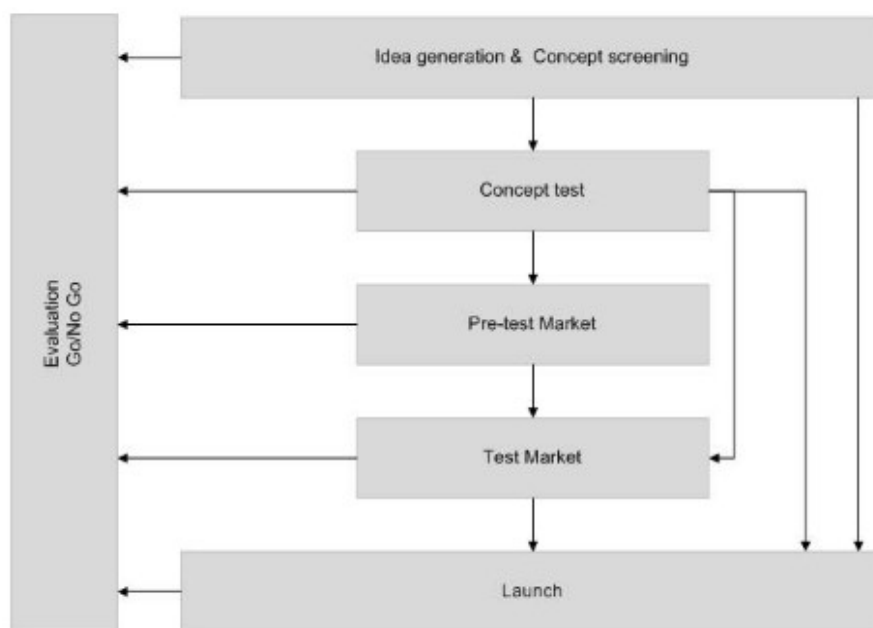 Idea generation & Concept screening
Concept test
Evaluation
Go/No Go
Pre-test Market
Test Market
Launch